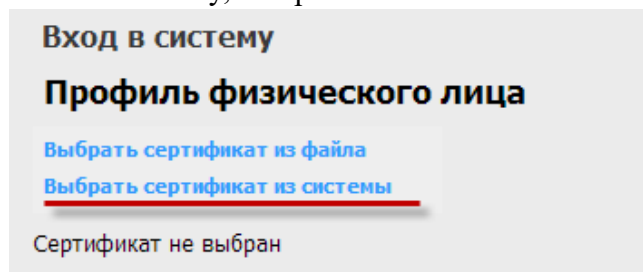 Вход в систему
Профиль физического лица
Выбрать сертификат из файла
Выбрать сертификат из системы
Сертификат не выбран